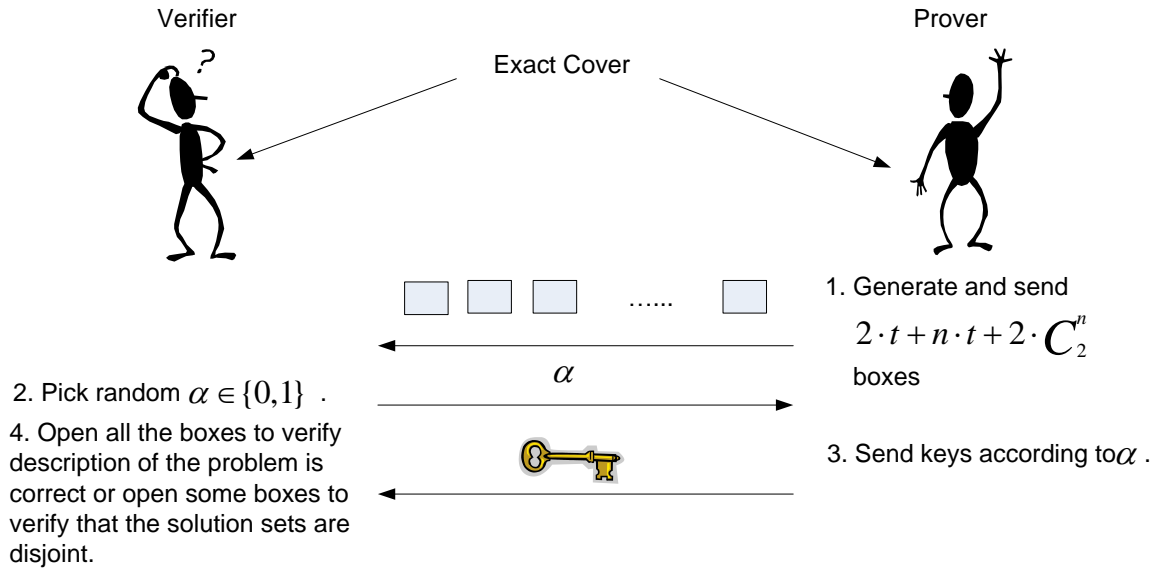 Verifier
Prover
?
Exact Cover
…...
1. Generate and send
2·t+n·t+2·C₂ⁿ
boxes
α
2. Pick random α∈{0,1} .
4. Open all the boxes to verify
description of the problem is
correct or open some boxes to
verify that the solution sets are
disjoint.
3. Send keys according toα .